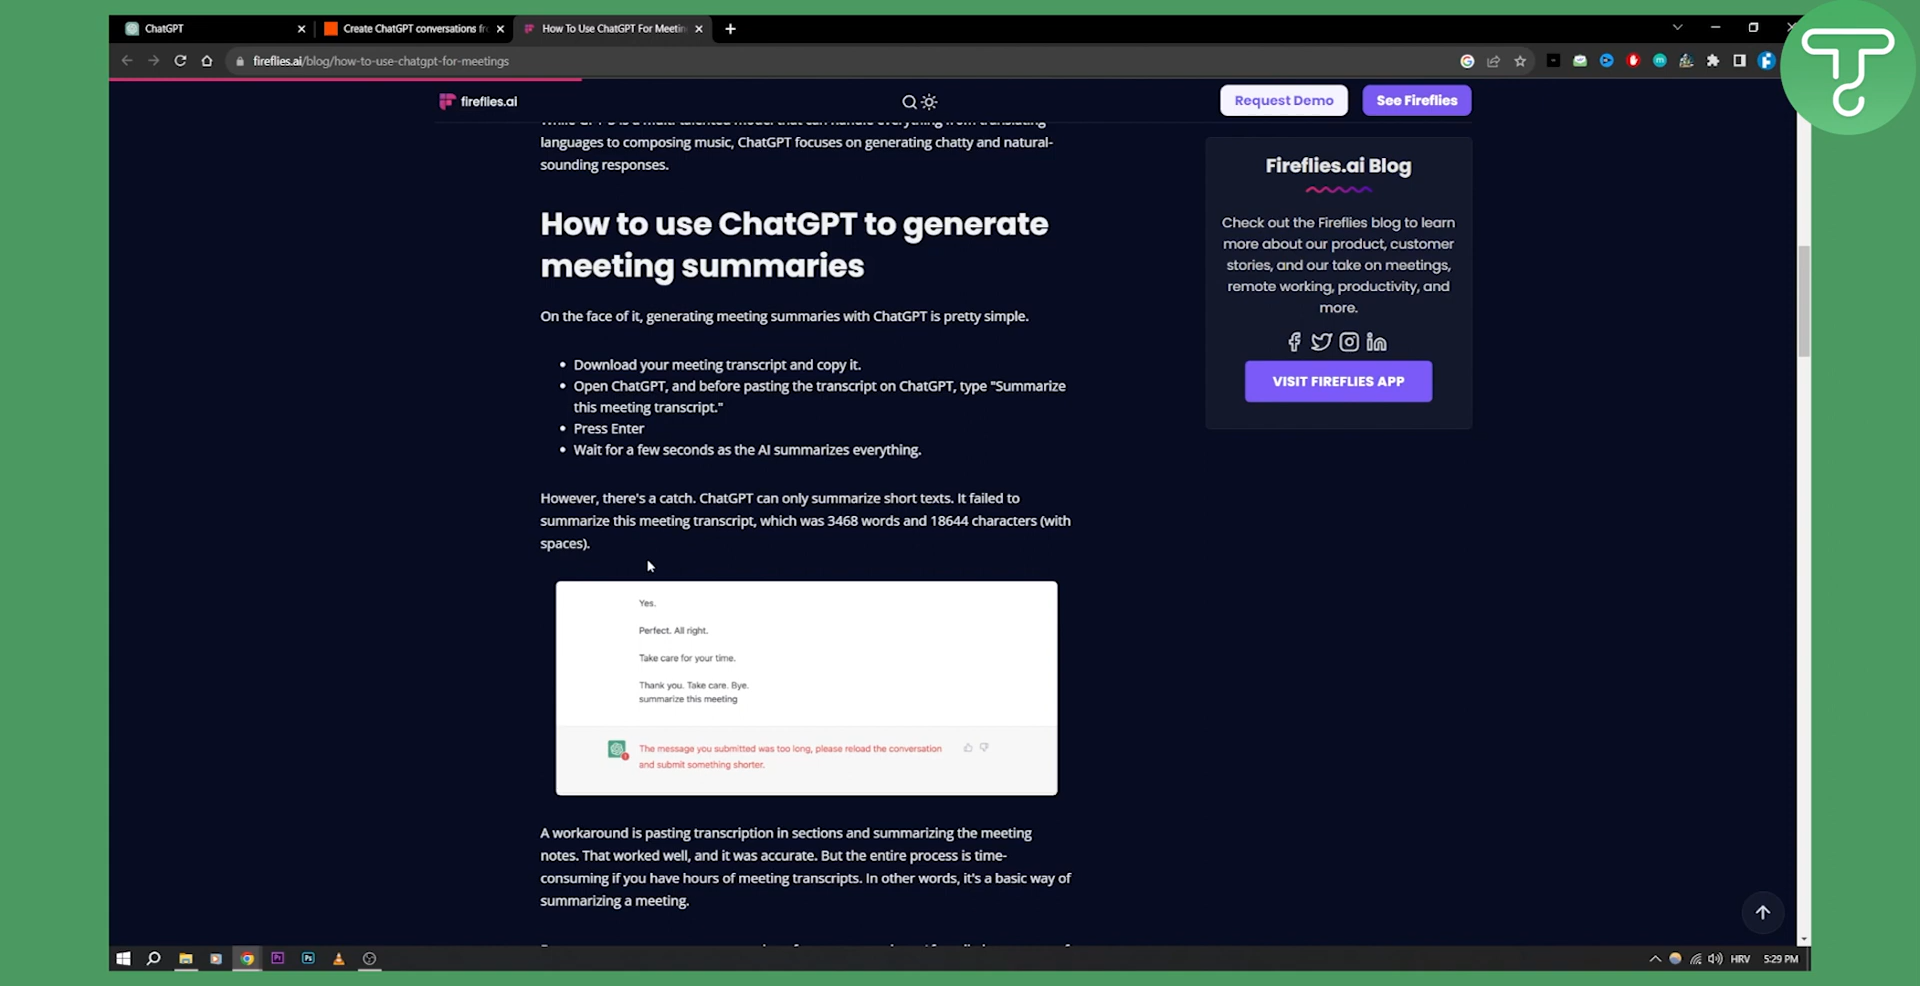 ChatGPT
Create ChatGPT conversations fr
How To Use ChatGPT For Meetin
fireflies.ai/blog/how-to-use-chatgpt-for-meetings
fireflies.ai
Request Demo
See Fireflies
languages to composing music, ChatGPT focuses on generating chatty and natural-
sounding responses.
How to use ChatGPT to generate
meeting summaries
On the face of it, generating meeting summaries with ChatGPT is pretty simple.
• Download your meeting transcript and copy it.
• Open ChatGPT, and before pasting the transcript on ChatGPT, type "Summarize
this meeting transcript."
• Press Enter
• Wait for a few seconds as the AI summarizes everything.
However, there's a catch. ChatGPT can only summarize short texts. It failed to
summarize this meeting transcript, which was 3468 words and 18644 characters (with
spaces).
Yes.
Perfect. All right.
Take care for your time.
Thank you. Take care. Bye.
summarize this meeting
The message you submitted was too long, please reload the conversation
and submit something shorter.
A workaround is pasting transcription in sections and summarizing the meeting
notes. That worked well, and it was accurate. But the entire process is time-
consuming if you have hours of meeting transcripts. In other words, it's a basic way of
summarizing a meeting.
Fireflies.ai Blog
Check out the Fireflies blog to learn
more about our product, customer
stories, and our take on meetings,
remote working, productivity, and
more.
VISIT FIREFLIES APP
Pr
Ps
HRV
5:29 PM